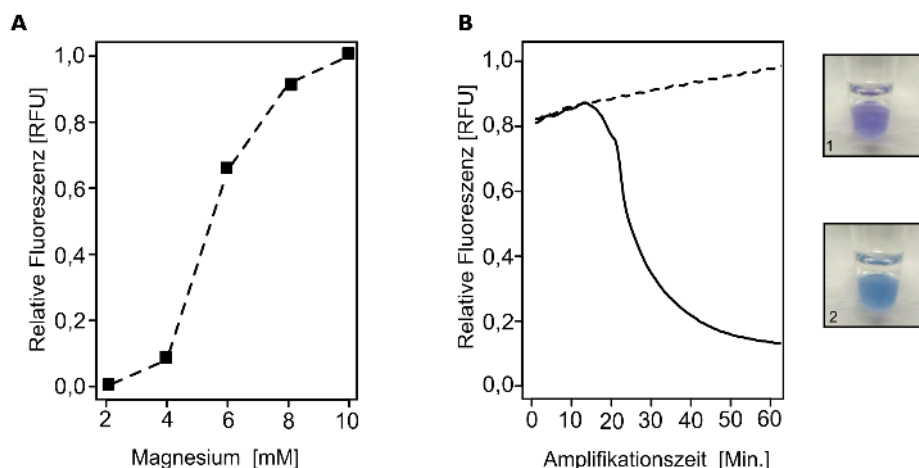 A
Relative Fluoreszenz [RFU]
1,0
0,8
0,6
0,4
0,2
0,0
2 4 6 8 10
Magnesium [mM]
B
Relative Fluoreszenz [RFU]
1,0
0,8
0,6
0,4
0,2
0,0
0 10 20 30 40 50 60
Amplifikationszeit [Min.]
1
2